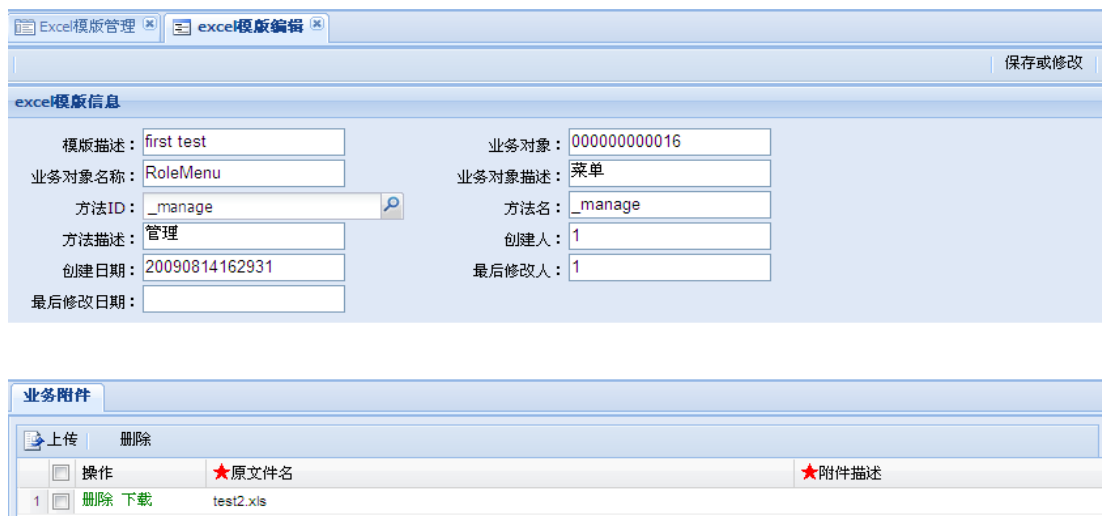 Excel模版管理 excel模版编辑
保存或修改
excel模版信息
模版描述： first test 业务对象： 000000000016
业务对象名称： RoleMenu 业务对象描述： 菜单
方法ID： _manage 方法名： _manage
方法描述： 管理 创建人： 1
创建日期： 20090814162931 最后修改人： 1
最后修改日期：
业务附件
上传 删除
操作 ★原文件名 ★附件描述
1 删除 下载 test2.xls